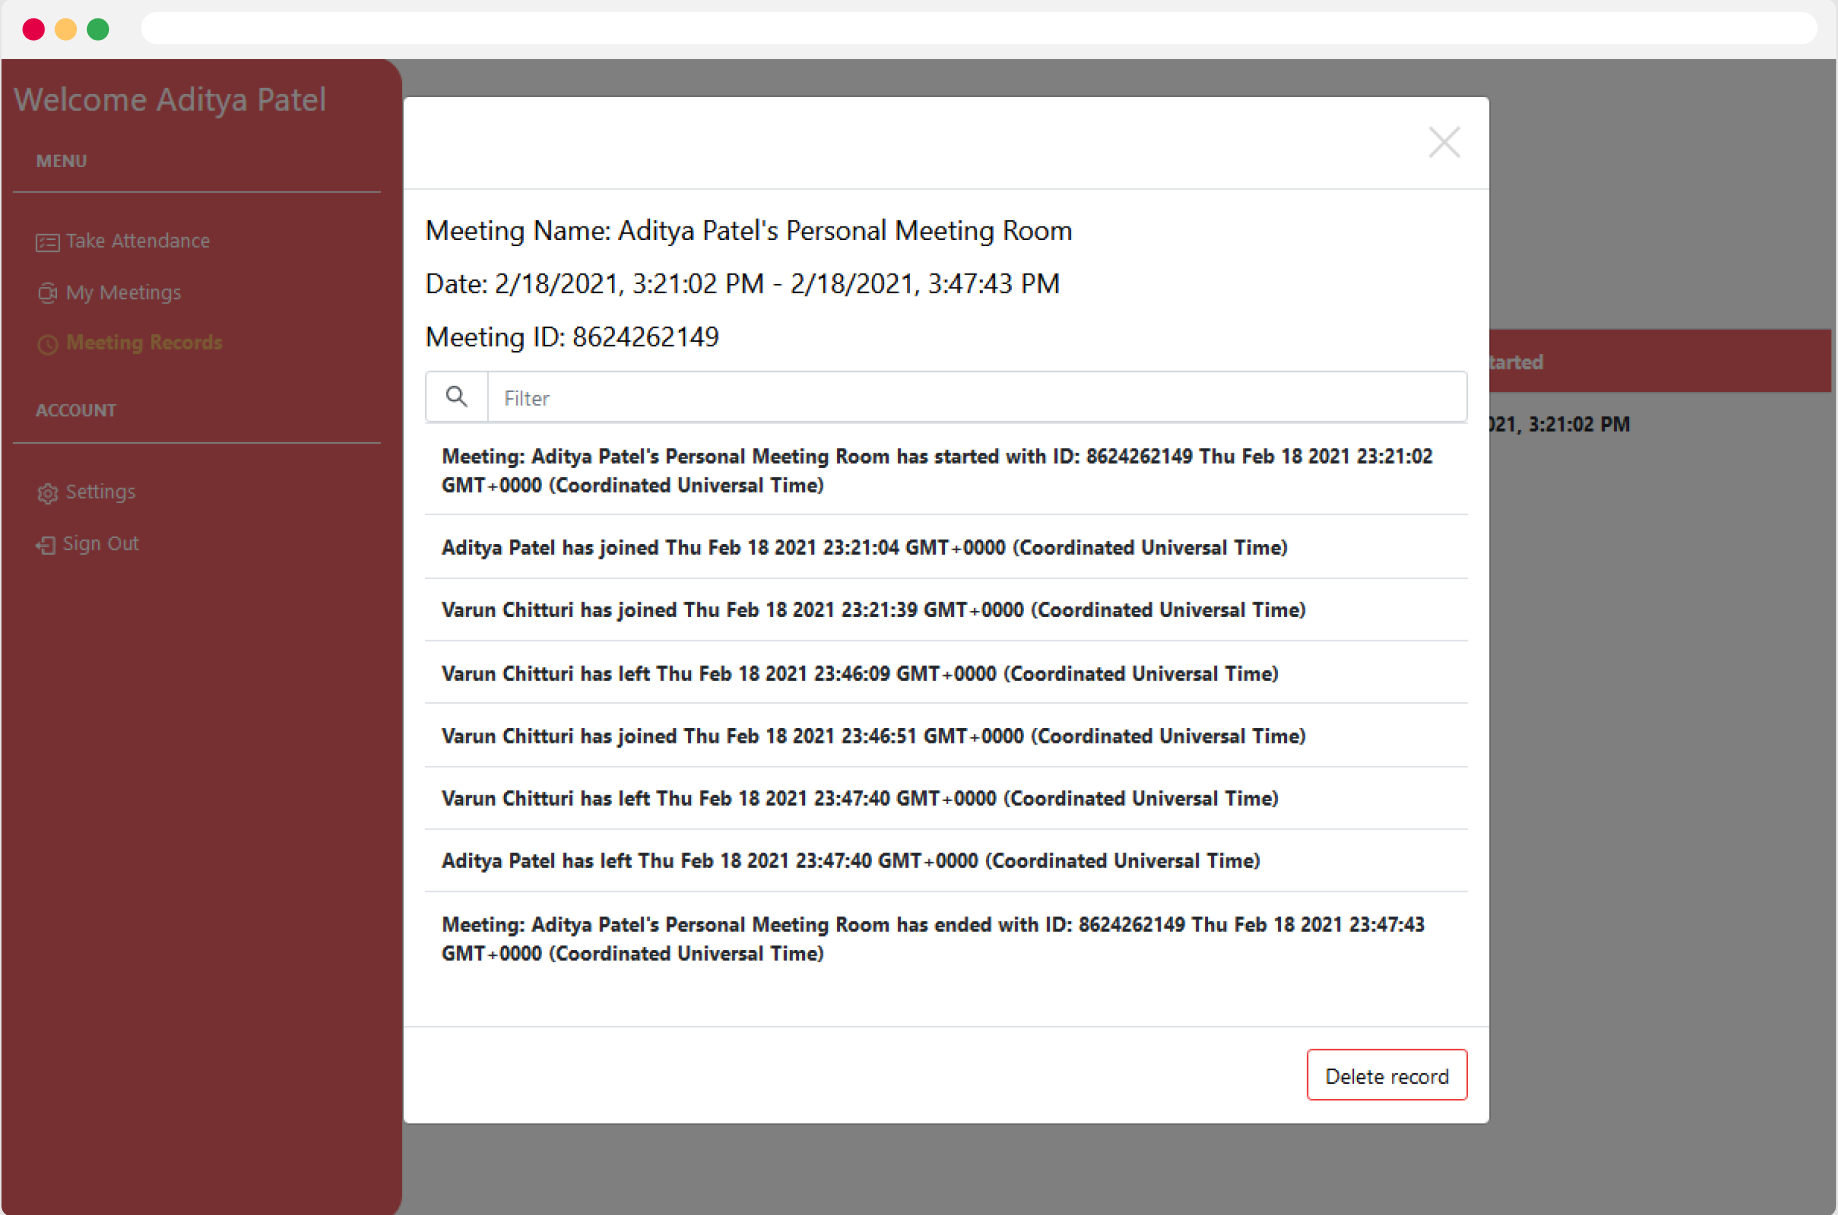 Welcome Aditya Patel
MENU
Take Attendance
My Meetings
Meeting Records
ACCOUNT
Settings
Sign Out
Meeting Name: Aditya Patel's Personal Meeting Room
Date: 2/18/2021, 3:21:02 PM - 2/18/2021, 3:47:43 PM
Meeting ID: 8624262149
Filter
Meeting: Aditya Patel's Personal Meeting Room has started with ID: 8624262149 Thu Feb 18 2021 23:21:02
GMT+0000 (Coordinated Universal Time)
Aditya Patel has joined Thu Feb 18 2021 23:21:04 GMT+0000 (Coordinated Universal Time)
Varun Chitturi has joined Thu Feb 18 2021 23:21:39 GMT+0000 (Coordinated Universal Time)
Varun Chitturi has left Thu Feb 18 2021 23:46:09 GMT+0000 (Coordinated Universal Time)
Varun Chitturi has joined Thu Feb 18 2021 23:46:51 GMT+0000 (Coordinated Universal Time)
Varun Chitturi has left Thu Feb 18 2021 23:47:40 GMT+0000 (Coordinated Universal Time)
Aditya Patel has left Thu Feb 18 2021 23:47:40 GMT+0000 (Coordinated Universal Time)
Meeting: Aditya Patel's Personal Meeting Room has ended with ID: 8624262149 Thu Feb 18 2021 23:47:43
GMT+0000 (Coordinated Universal Time)
Delete record
tarted
021, 3:21:02 PM